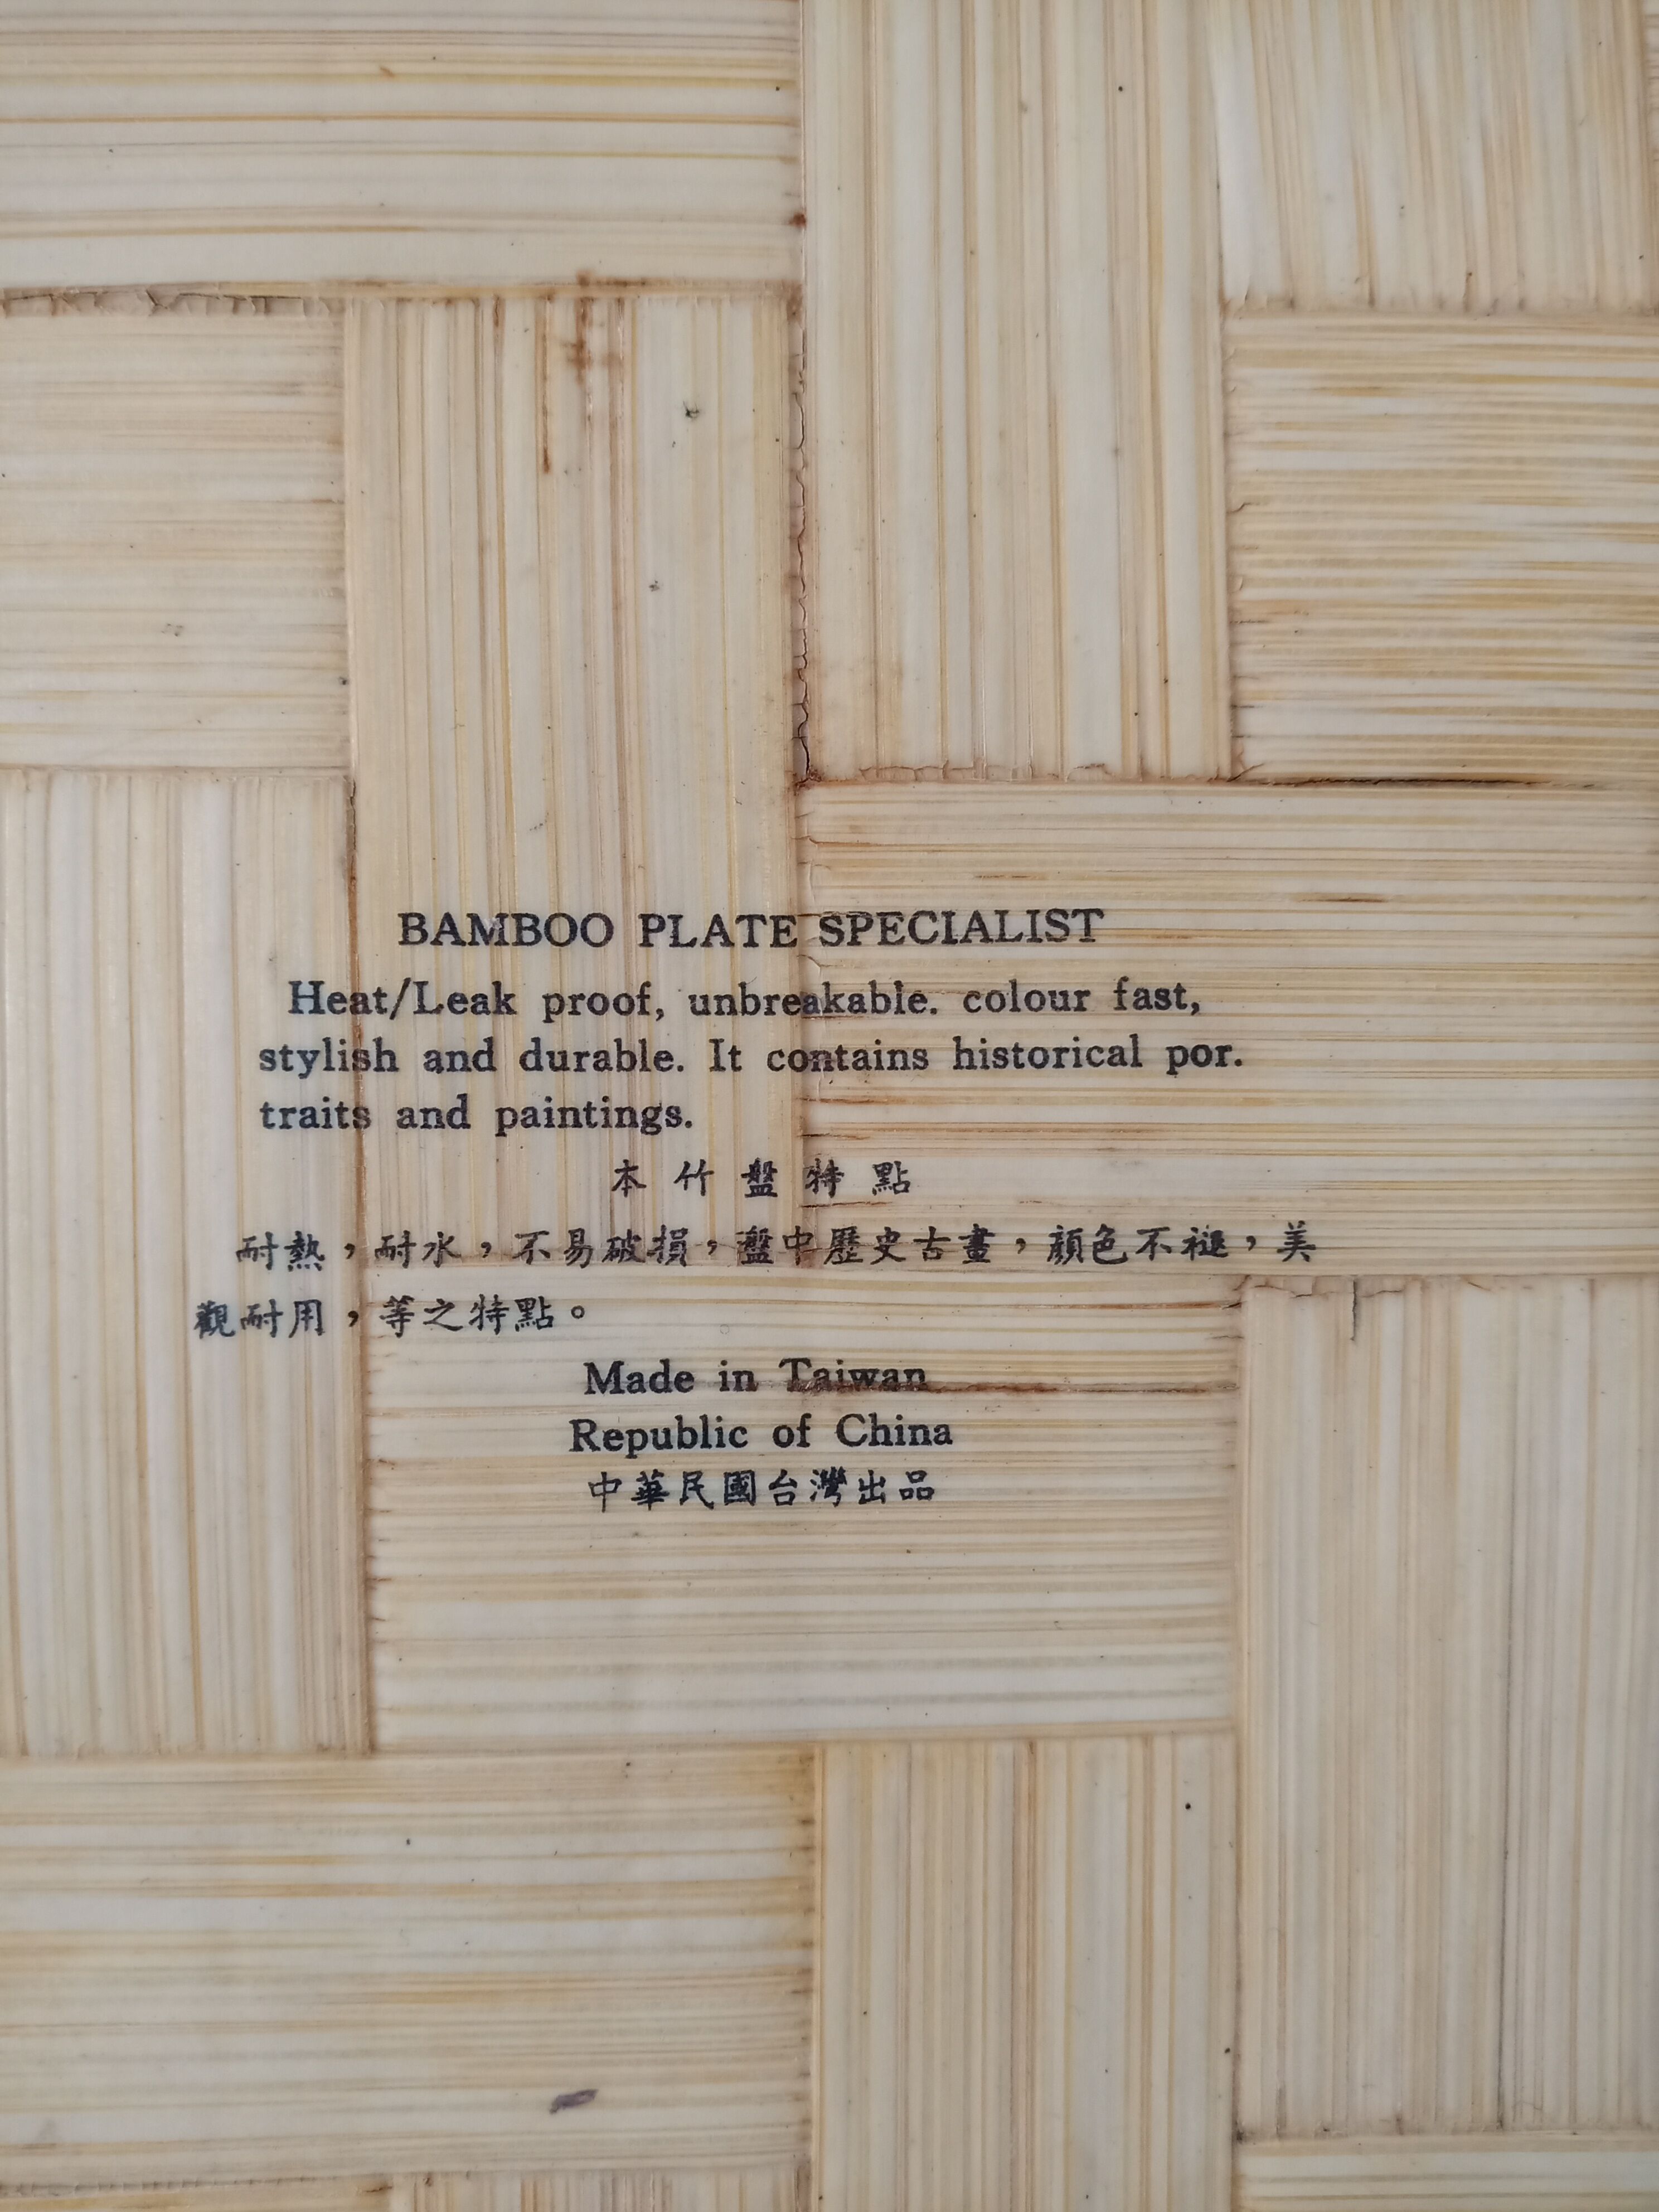 BAMBOO PLATE SPECIALIST
Heat/Leak proof, unbreakable. colour fast,
stylish and durable. It contains historical por.
traits and paintings.
本竹盤特點
耐熱，耐水，不易破損，盤中歷史古畫，顏色不褪，美
觀耐用，等之特點。
Made in Taiwan
Republic of China
中華民國台灣出品